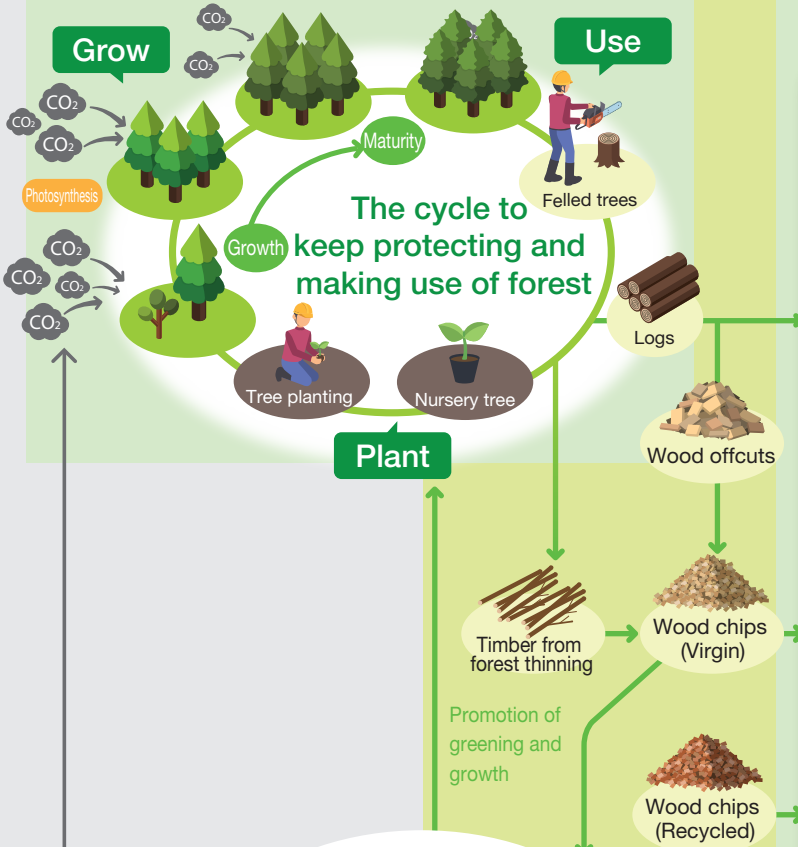 CO₂
CO₂
Grow
Use
CO₂
CO₂
CO₂
Maturity
Photosynthesis
Felled trees
The cycle to
keep protecting and
making use of forest
Growth
CO₂
CO₂
CO₂
CO₂
Logs
Tree planting
Nursery tree
Plant
Wood offcuts
Timber from
forest thinning
Wood chips
(Virgin)
Promotion of
greening and
growth
Wood chips
(Recycled)